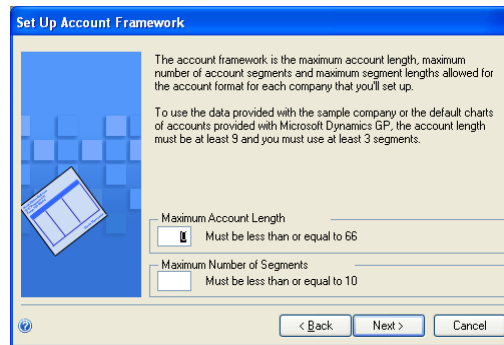 Set Up Account Framework
The account framework is the maximum account length, maximum
number of account segments and maximum segment lengths allowed for
the account format for each company that you'll set up.
To use the data provided with the sample company or the default charts
of accounts provided with Microsoft Dynamics GP, the account length
must be at least 9 and you must use at least 3 segments.
Maximum Account Length
Must be less than or equal to 66
Maximum Number of Segments
Must be less than or equal to 10
< Back
Next >
Cancel